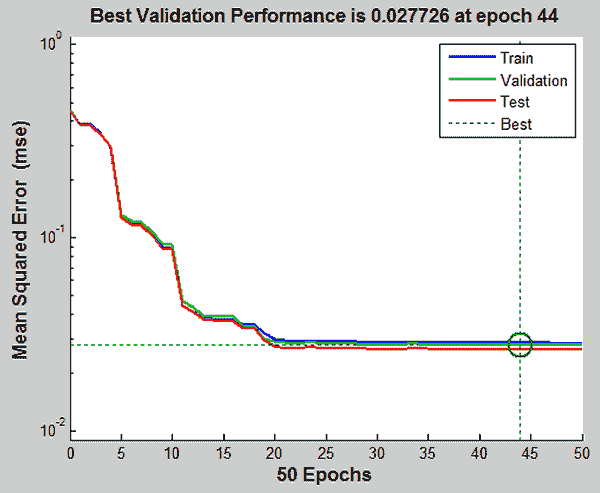 Best Validation Performance is 0.027726 at epoch 44
Mean Squared Error (mse)
10^0
10^-1
10^-2
Train
Validation
Test
Best
0 5 10 15 20 25 30 35 40 45 50
50 Epochs